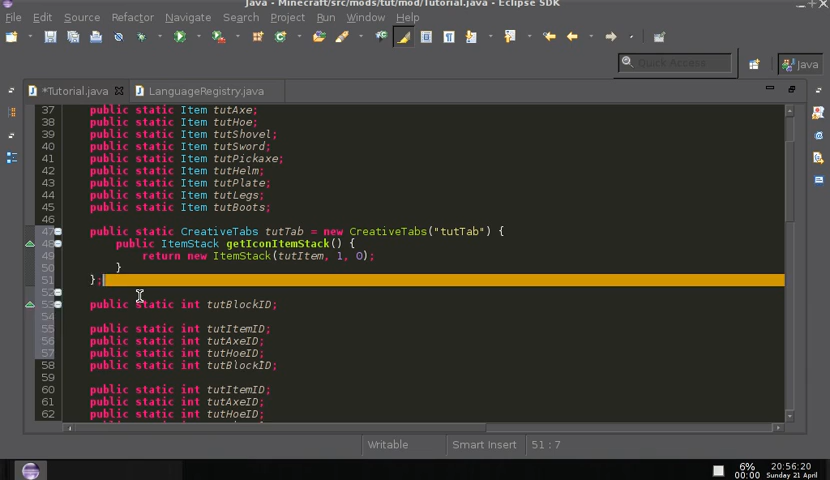 Java - Minecraft/src/mods/tut/mod/Tutorial.java - Eclipse SDK
File Edit Source Refactor Navigate Search Project Run Window Help
Quick Access
Java
*Tutorial.java LanguageRegistry.java
37 public static Item tutAxe;
38 public static Item tutHoe;
39 public static Item tutShovel;
40 public static Item tutSword;
41 public static Item tutPickaxe;
42 public static Item tutHelm;
43 public static Item tutPlate;
44 public static Item tutLegs;
45 public static Item tutBoots;
46
47 public static CreativeTabs tutTab = new CreativeTabs("tutTab") {
48 public ItemStack getIconItemStack() {
49 return new ItemStack(tutItem, 1, 0);
50 }
51 };
52
53 public static int tutBlockID;
54
55 public static int tutItemID;
56 public static int tutAxeID;
57 public static int tutHoeID;
58 public static int tutBlockID;
59
60 public static int tutItemID;
61 public static int tutAxeID;
62 public static int tutHoeID;
Writable Smart Insert 51 : 7
6% 20:56:20
00:00 Sunday 21 April